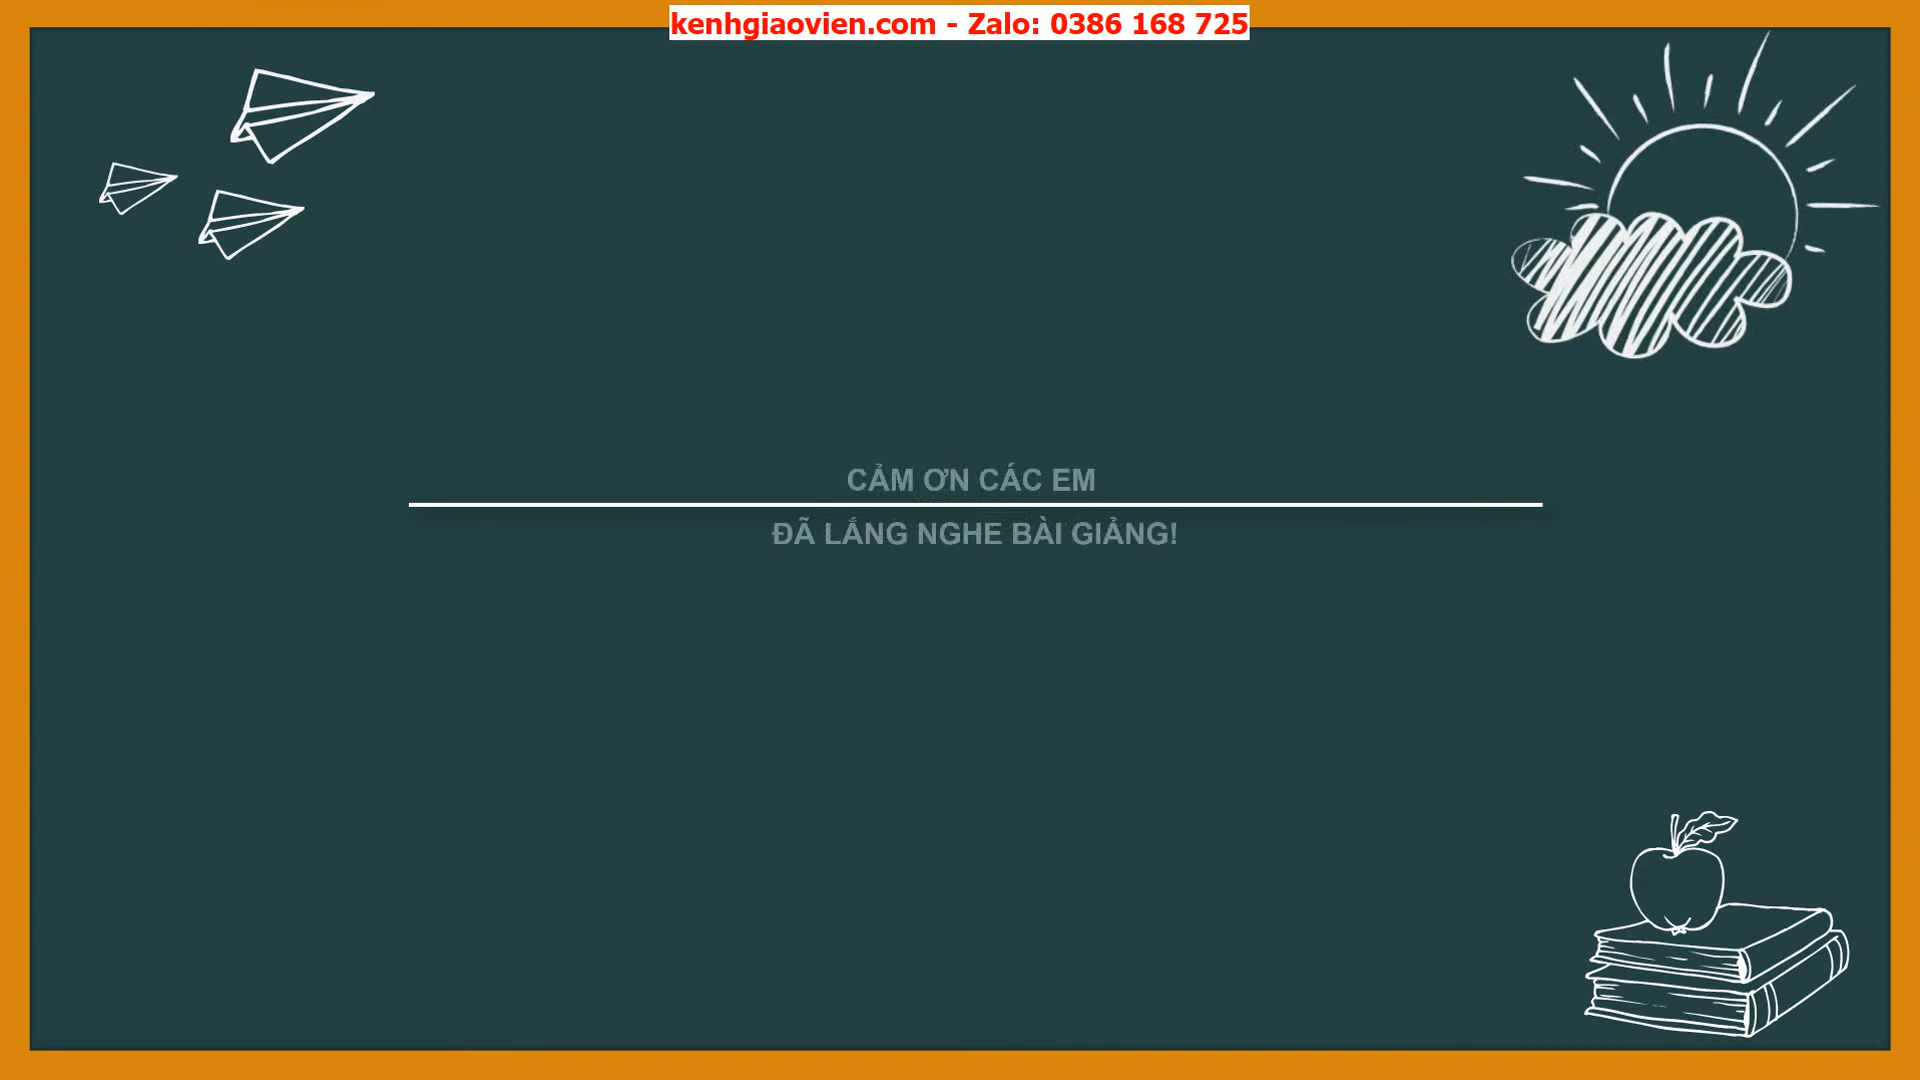 kenhgiaovien.com - Zalo: 0386 168 725
CẢM ƠN CÁC EM
ĐÃ LẮNG NGHE BÀI GIẢNG!